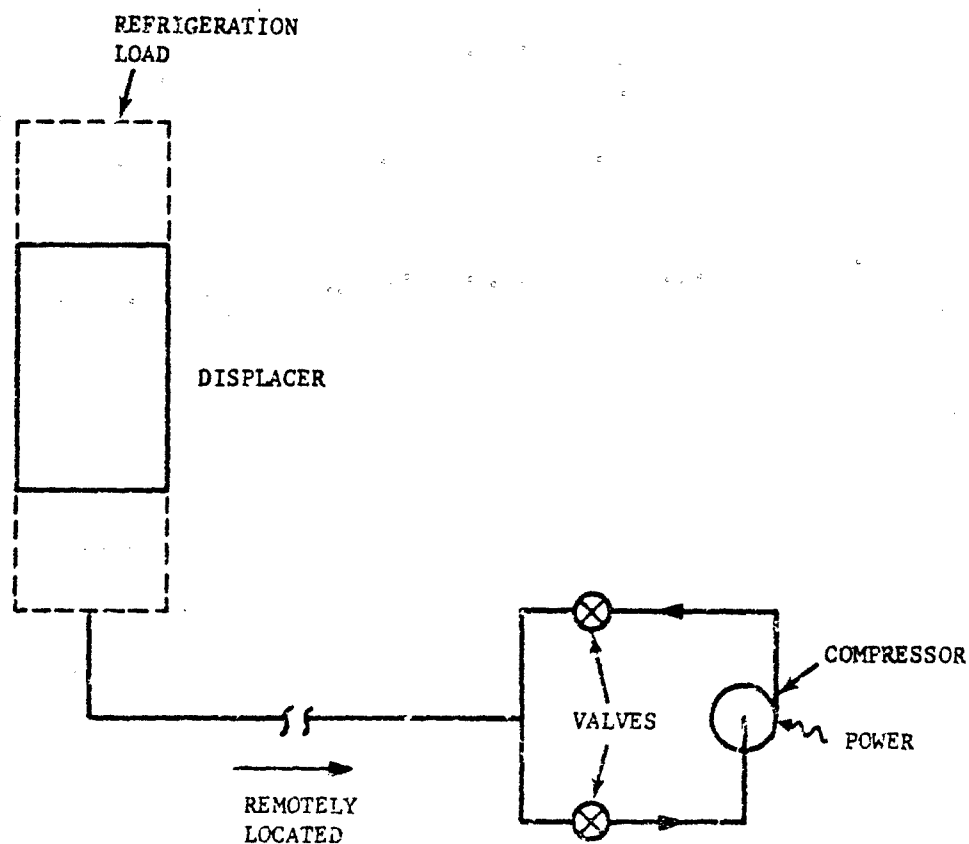 REFRIGERATION
LOAD
DISPLACER
COMPRESSOR
VALVES
POWER
REMOTELY
LOCATED